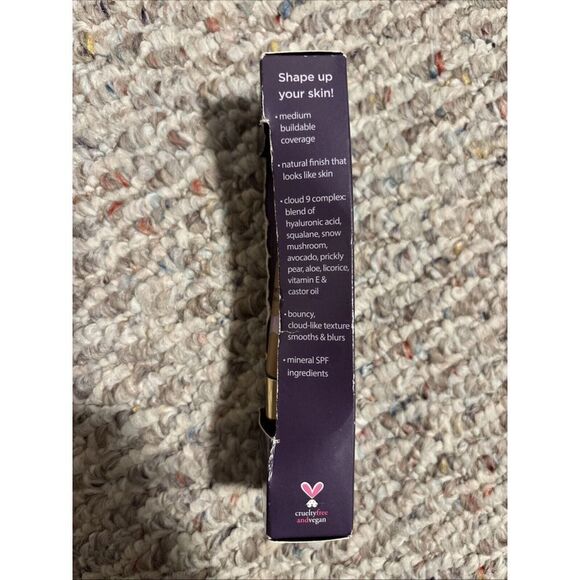 Shape up
your skin!
• medium
buildable
coverage
• natural finish that
looks like skin
• cloud 9 complex:
blend of
hyaluronic acid,
squalane, snow
mushroom,
avocado, prickly
pear, aloe, licorice,
vitamin E &
castor oil
• bouncy,
cloud-like texture
smooths & blurs
• mineral SPF
ingredients
crueltyfree
andvegan